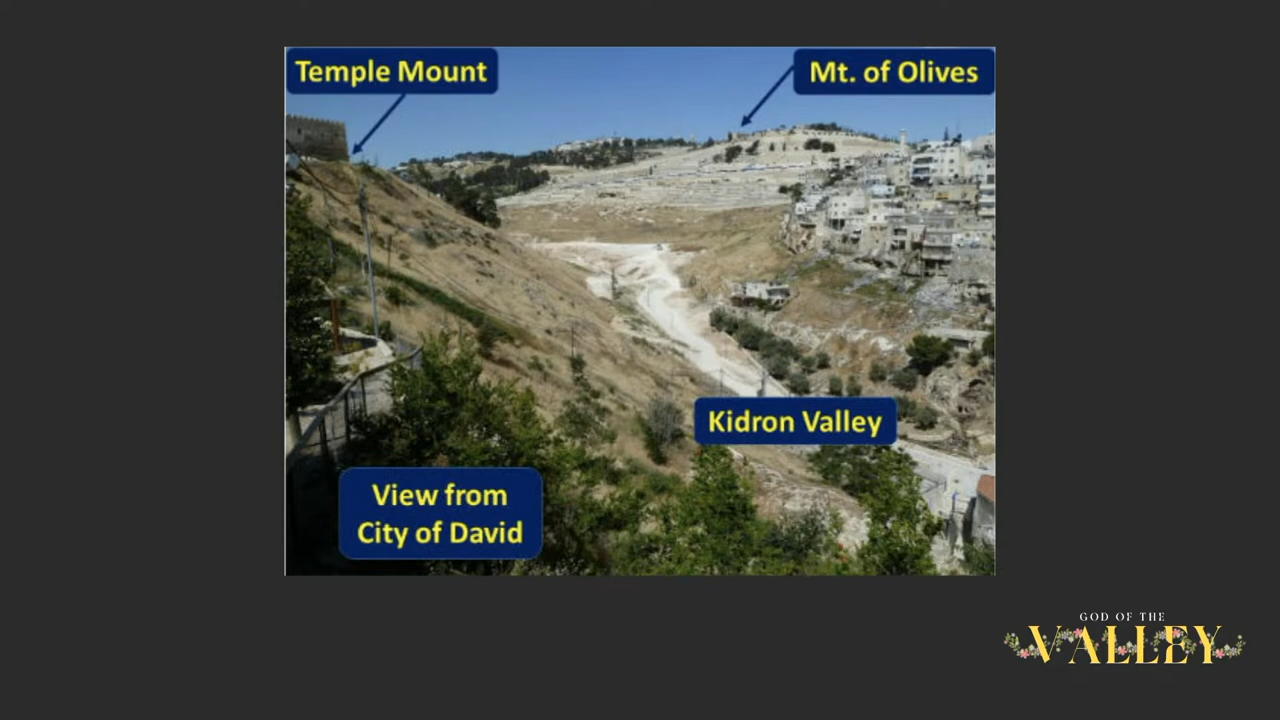 Temple Mount
Mt. of Olives
Kidron Valley
View from
City of David
GOD OF THE
VALLEY